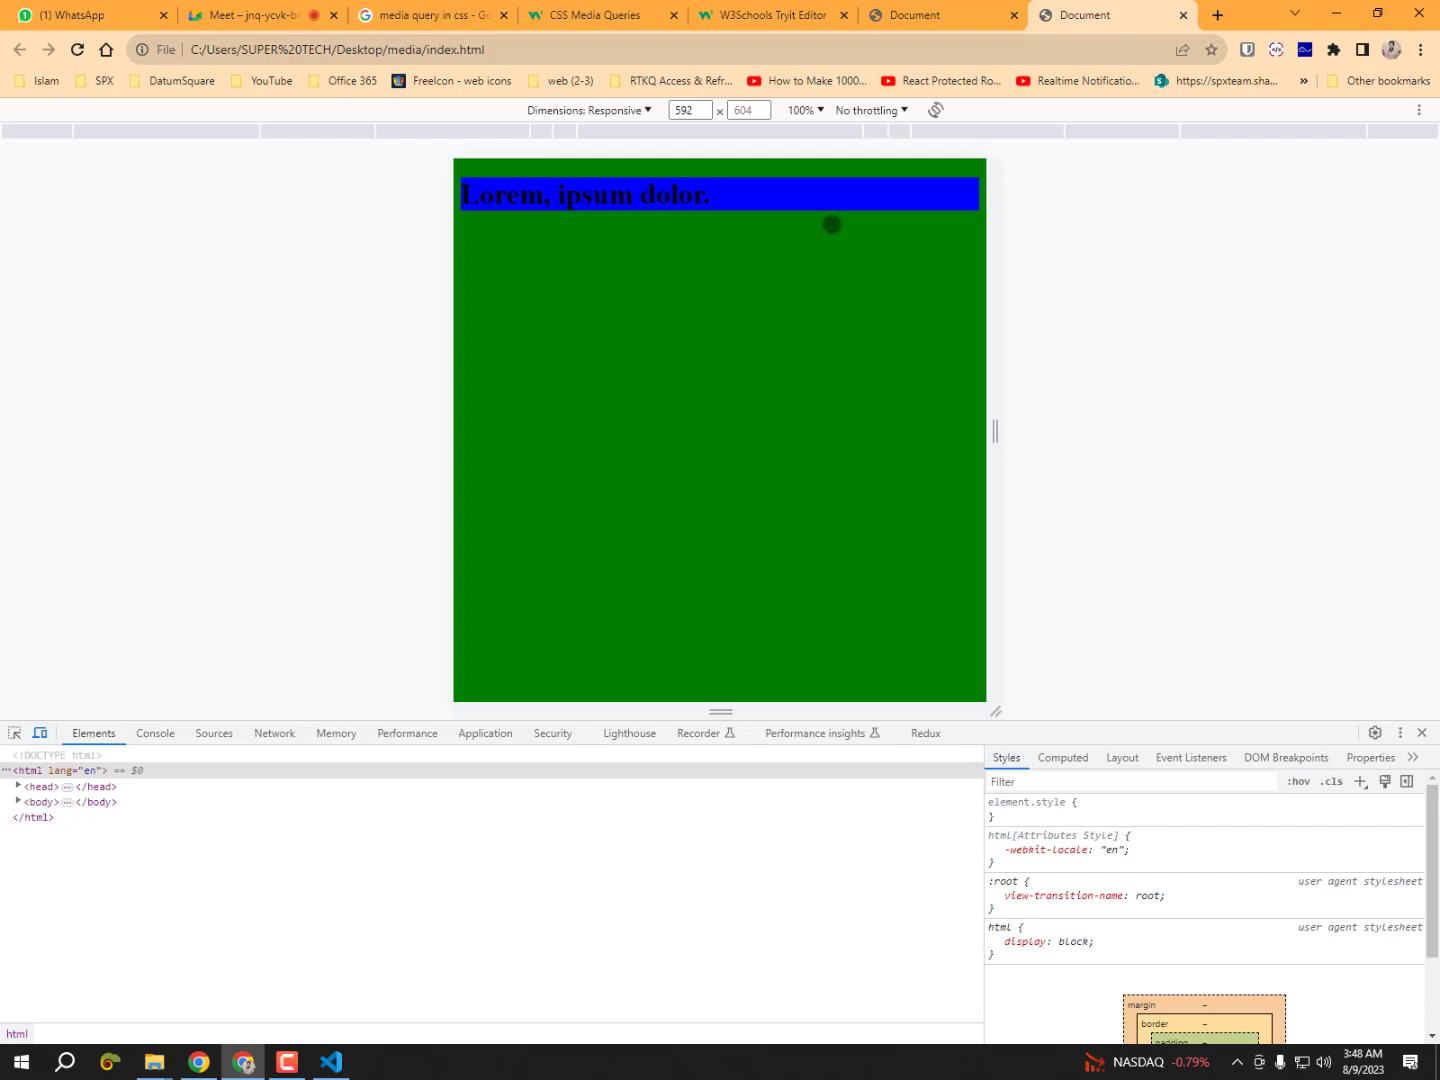 (1) WhatsApp
Meet – jnq-ycvk-bc
media query in css - Go
CSS Media Queries
W3Schools Tryit Editor
Document
Document
File C:/Users/SUPER%20TECH/Desktop/media/index.html
Islam SPX DatumSquare YouTube Office 365 FreeIcon - web icons web (2-3) RTKQ Access & Refr... How to Make 1000... React Protected Ro... Realtime Notificatio... https://spxteam.sha... » Other bookmarks
Dimensions: Responsive 592 × 604 100% No throttling
Lorem, ipsum dolor.
Elements Console Sources Network Memory Performance Application Security Lighthouse Recorder Performance insights Redux
<!DOCTYPE html>
<html lang="en"> == $0
<head> … </head>
<body> … </body>
</html>
html
Styles Computed Layout Event Listeners DOM Breakpoints Properties »
Filter :hov .cls
element.style {
}
html[Attributes Style] {
-webkit-locale: "en";
}
:root { user agent stylesheet
view-transition-name: root;
}
html { user agent stylesheet
display: block;
}
margin –
border –
NASDAQ -0.79%
3:48 AM
8/9/2023